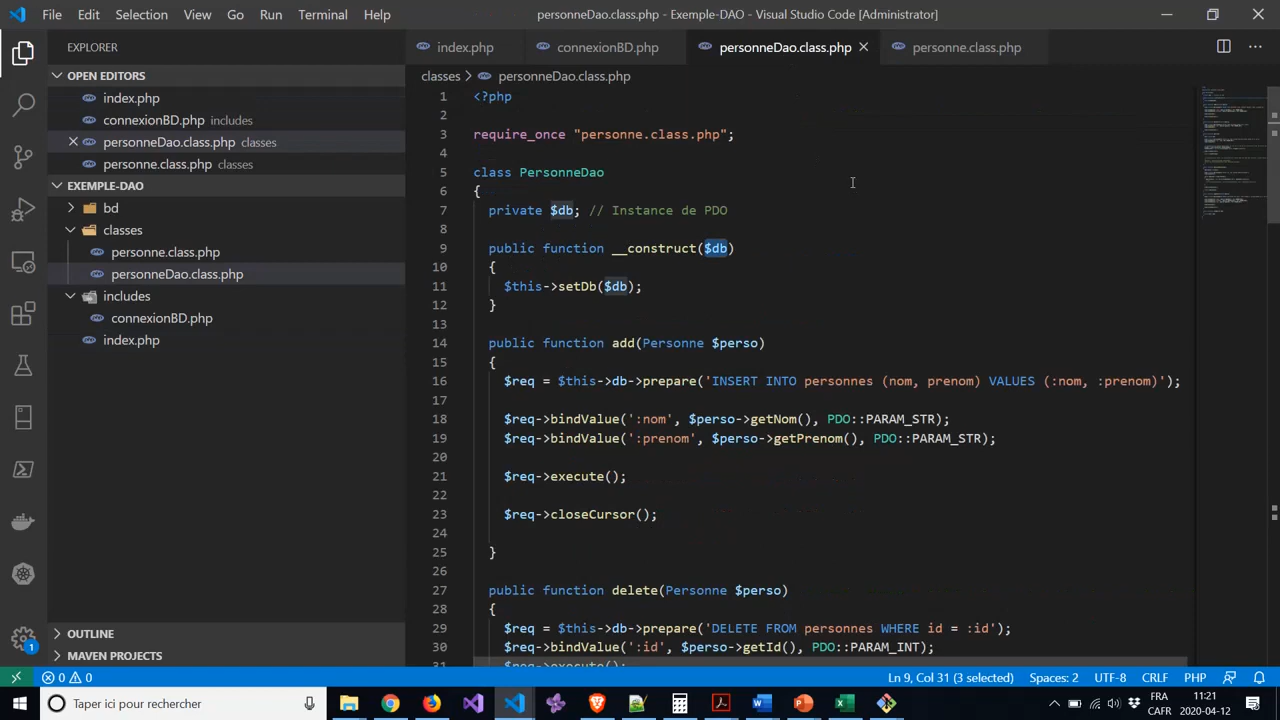 File Edit Selection View Go Run Terminal Help personneDao.class.php - Exemple-DAO - Visual Studio Code [Administrator]
EXPLORER
OPEN EDITORS
index.php
connexionBD.php includes
personneDao.class.php classes
personne.class.php classes
EXEMPLE-DAO
bd
classes
personne.class.php
personneDao.class.php
includes
connexionBD.php
index.php
OUTLINE
MAVEN PROJECTS
index.php connexionBD.php personneDao.class.php personne.class.php
classes > personneDao.class.php
1 <?php
2
3 require_once "personne.class.php";
4
5 class PersonneDao
6 {
7 private $db; // Instance de PDO
8
9 public function __construct($db)
10 {
11 $this->setDb($db);
12 }
13
14 public function add(Personne $perso)
15 {
16 $req = $this->db->prepare('INSERT INTO personnes (nom, prenom) VALUES (:nom, :prenom)');
17
18 $req->bindValue(':nom', $perso->getNom(), PDO::PARAM_STR);
19 $req->bindValue(':prenom', $perso->getPrenom(), PDO::PARAM_STR);
20
21 $req->execute();
22
23 $req->closeCursor();
24
25 }
26
27 public function delete(Personne $perso)
28 {
29 $req = $this->db->prepare('DELETE FROM personnes WHERE id = :id');
30 $req->bindValue(':id', $perso->getId(), PDO::PARAM_INT);
31 $req->execute();
0 0 Ln 9, Col 31 (3 selected) Spaces: 2 UTF-8 CRLF PHP
Taper ici pour rechercher
FRA 11:21
CAFR 2020-04-12
1